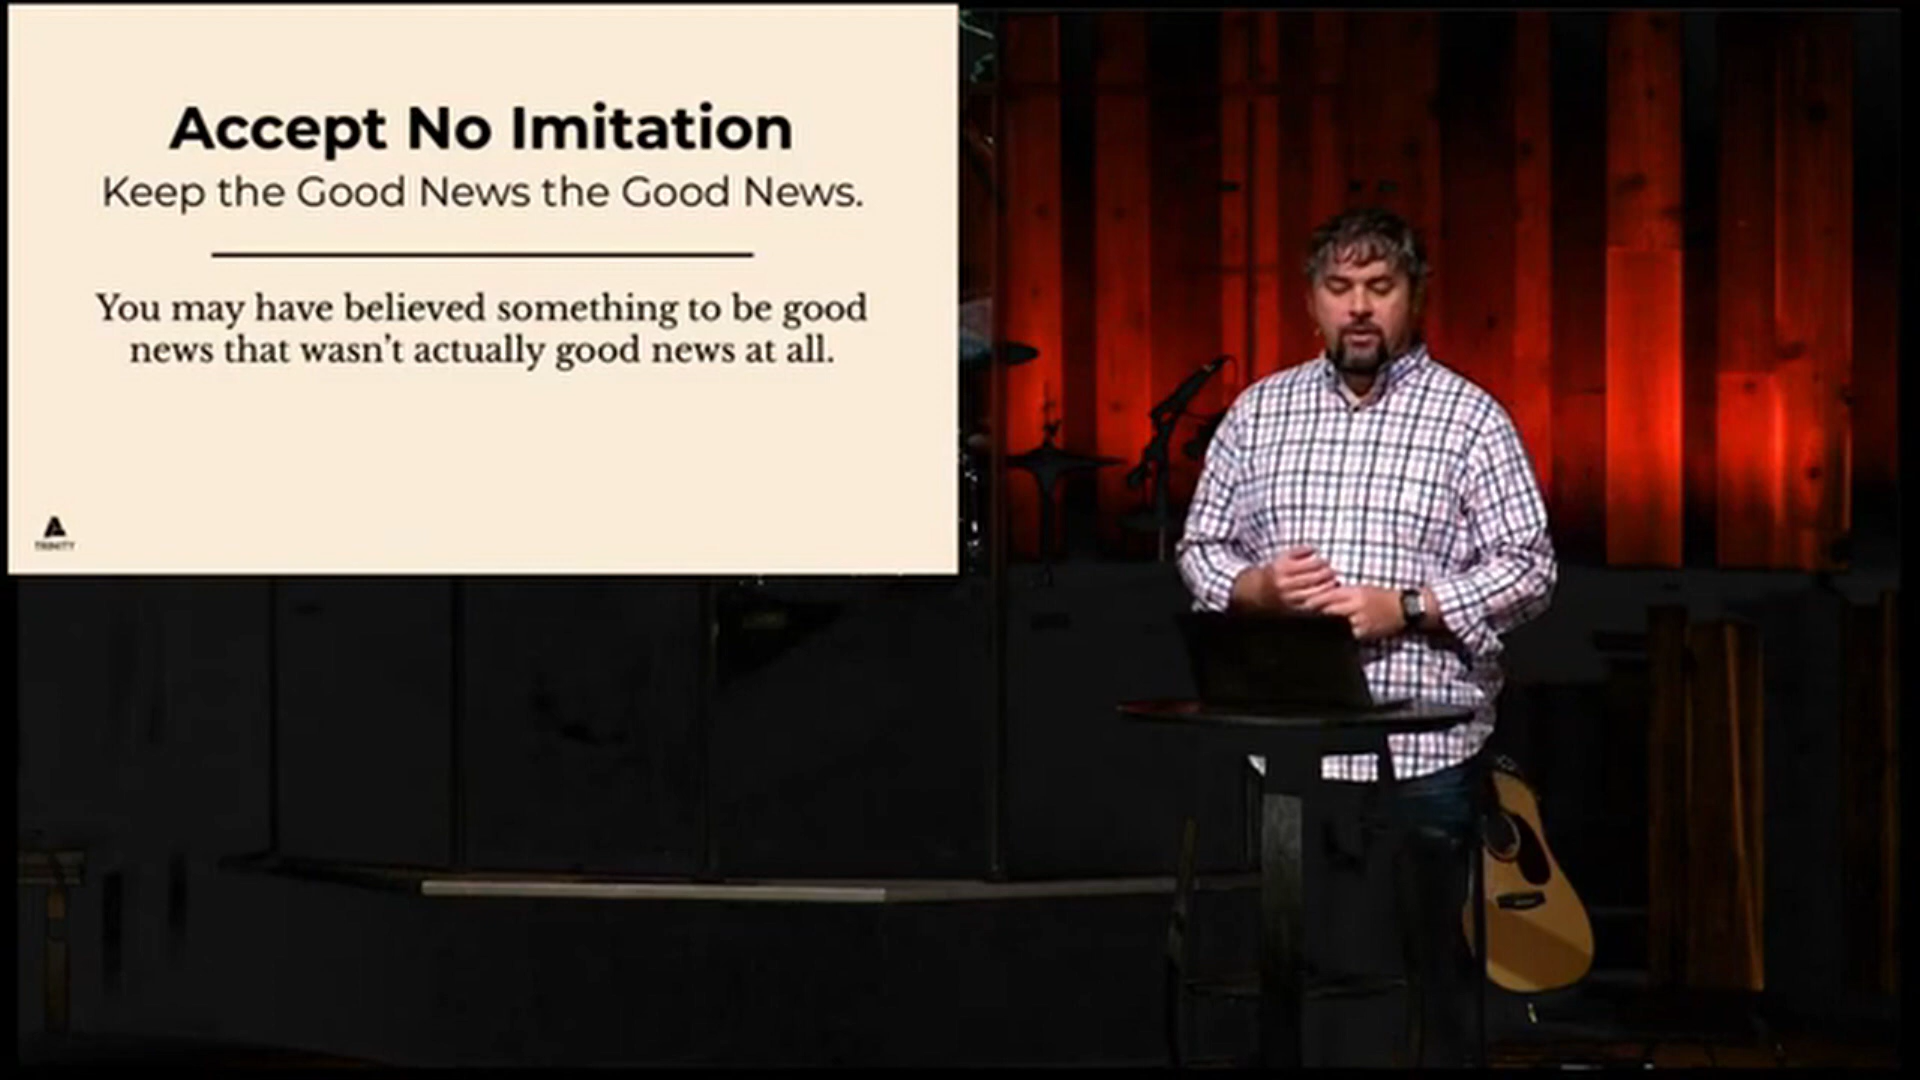 Accept No Imitation
Keep the Good News the Good News.
You may have believed something to be good
news that wasn't actually good news at all.
TRINITY